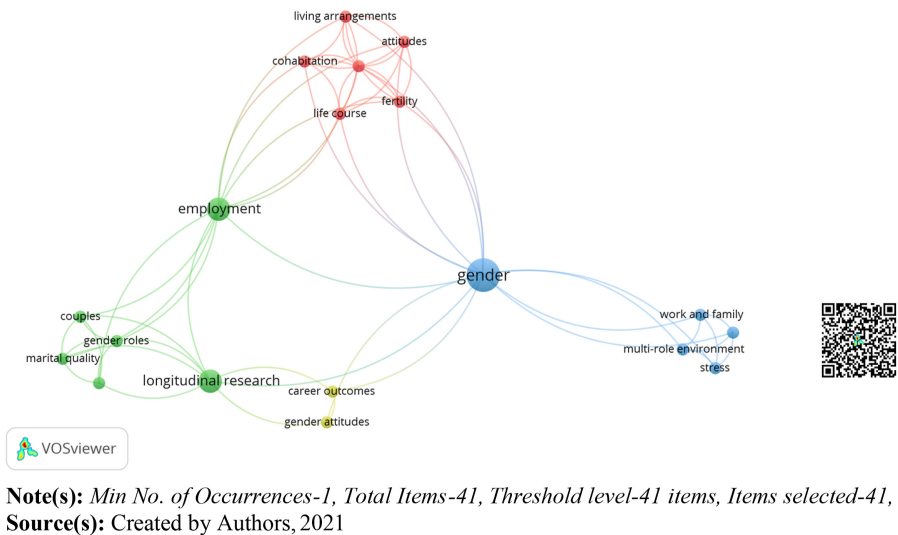 living arrangements
attitudes
cohabitation
fertility
life course
employment
gender
couples
gender roles
marital quality
longitudinal research
career outcomes
gender attitudes
work and family
multi-role environment
stress
VOSviewer
Note(s): Min No. of Occurrences-1, Total Items-41, Threshold level-41 items, Items selected-41,
Source(s): Created by Authors, 2021